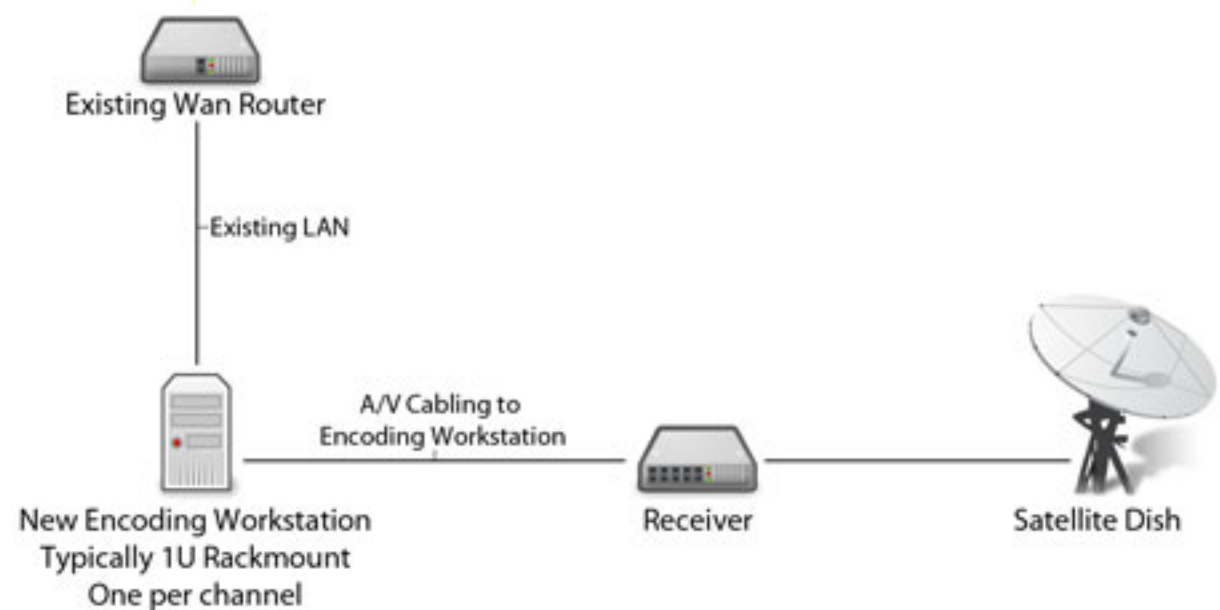 Existing Wan Router
Existing LAN
A/V Cabling to
Encoding Workstation
New Encoding Workstation
Typically 1U Rackmount
One per channel
Receiver
Satellite Dish